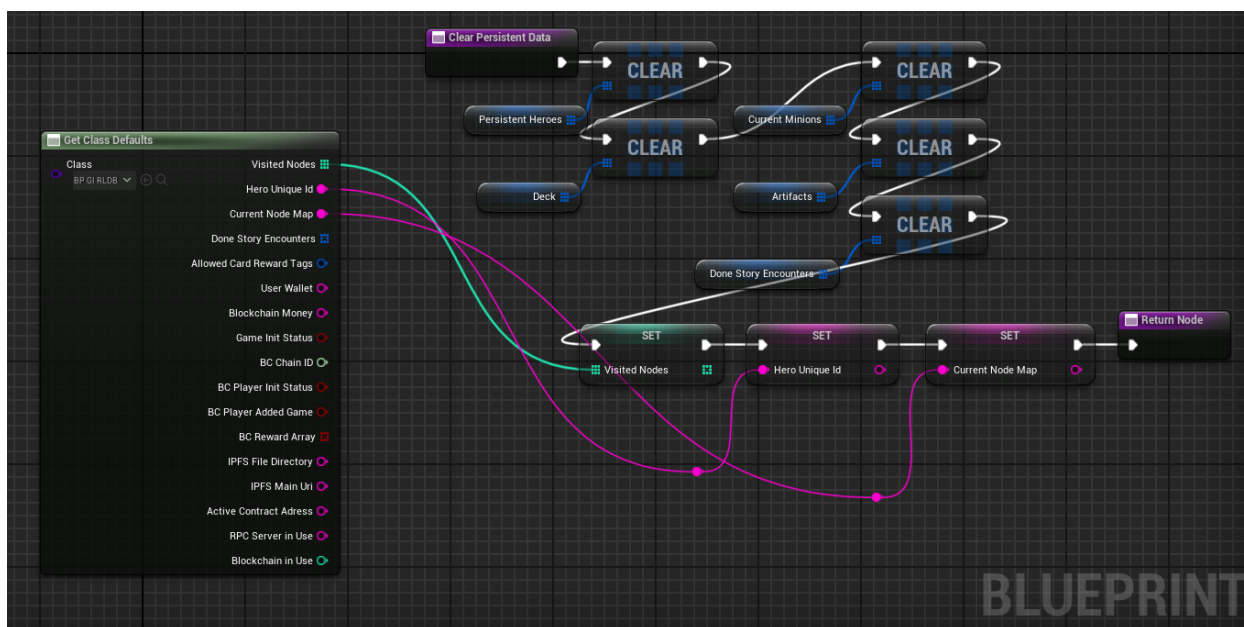 Clear Persistent Data
CLEAR
CLEAR
Persistent Heroes
Current Minions
CLEAR
CLEAR
Deck
Artifacts
CLEAR
Done Story Encounters
Get Class Defaults
Class
BP GI RLDB
Visited Nodes
Hero Unique Id
Current Node Map
Done Story Encounters
Allowed Card Reward Tags
User Wallet
Blockchain Money
Game Init Status
BC Chain ID
BC Player Init Status
BC Player Added Game
BC Reward Array
IPFS File Directory
IPFS Main Uri
Active Contract Adress
RPC Server in Use
Blockchain in Use
SET
Visited Nodes
SET
Hero Unique Id
SET
Current Node Map
Return Node
BLUEPRINT